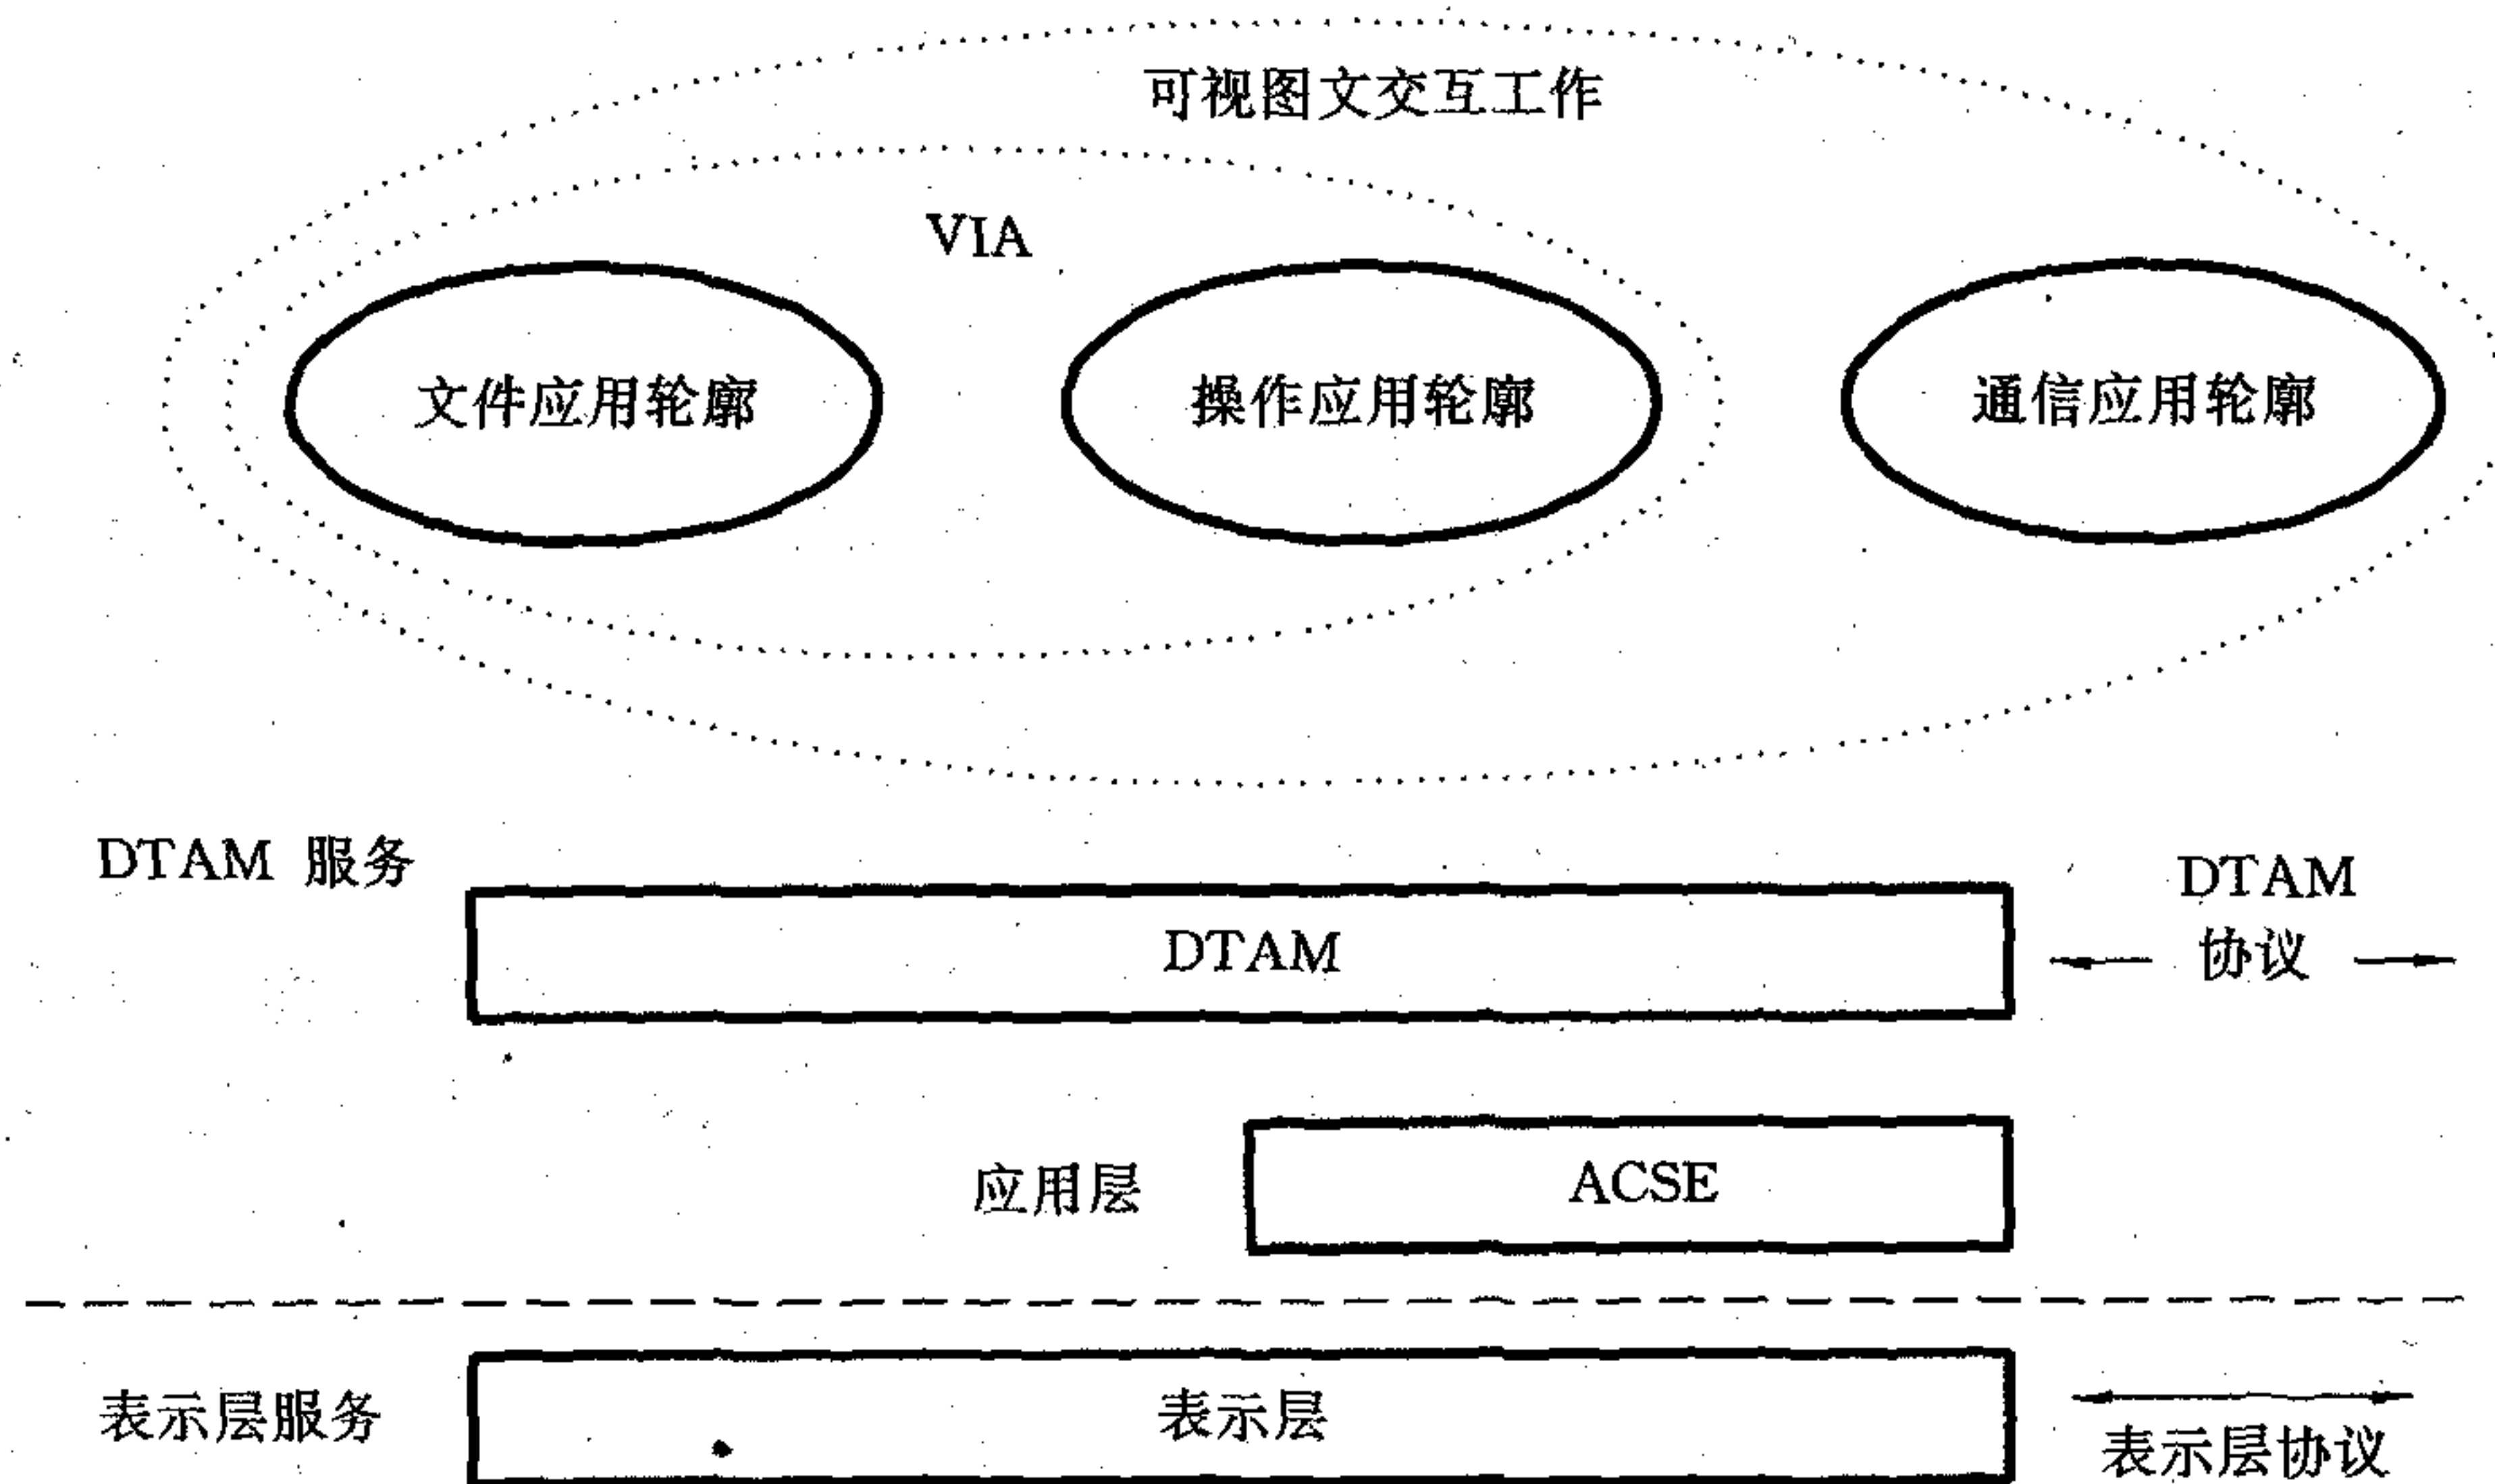 可视图文交互工作
VIA
文件应用轮廓
操作应用轮廓
通信应用轮廓
DTAM 服务
DTAM
DTAM
协议
应用层
ACSE
表示层服务
表示层
表示层协议